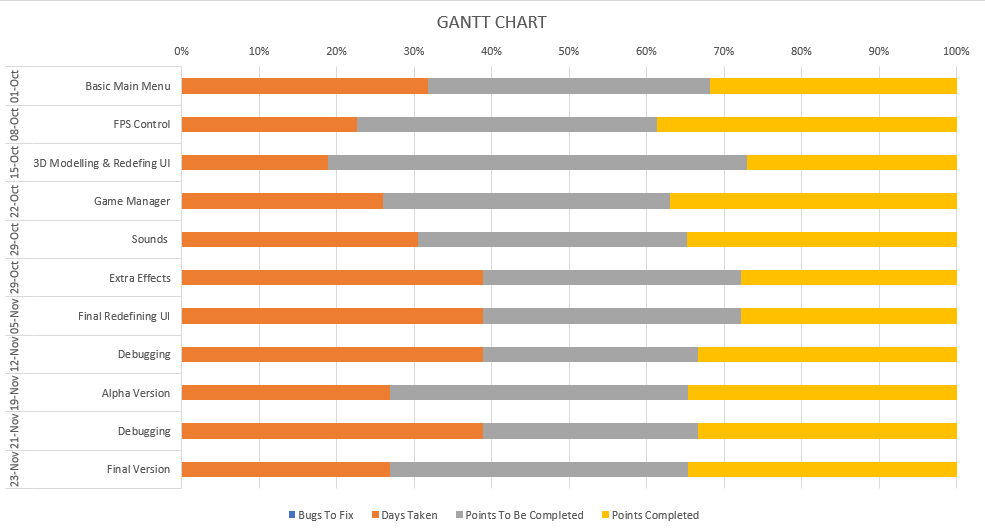 GANTT CHART
0% 10% 20% 30% 40% 50% 60% 70% 80% 90% 100%
01-Oct Basic Main Menu
08-Oct FPS Control
15-Oct 3D Modelling & Redefing UI
22-Oct Game Manager
29-Oct Sounds
29-Oct Extra Effects
05-Nov Final Redefining UI
12-Nov Debugging
19-Nov Alpha Version
21-Nov Debugging
23-Nov Final Version
Bugs To Fix Days Taken Points To Be Completed Points Completed